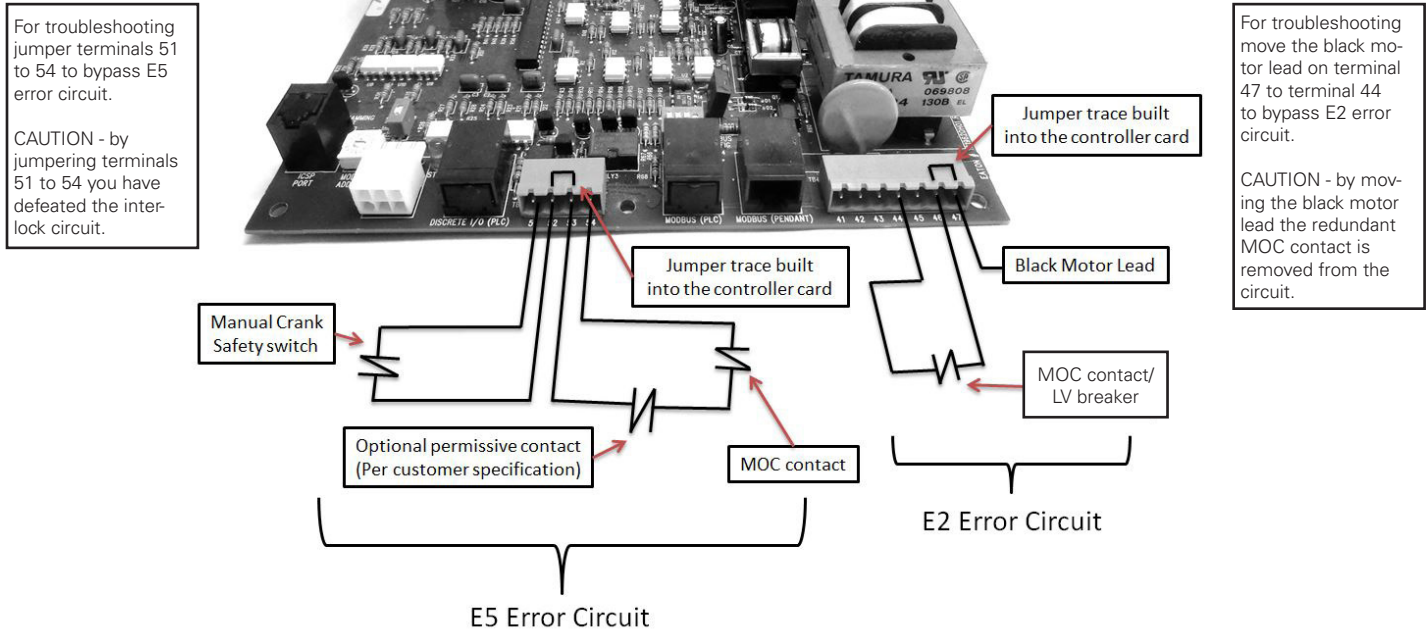 For troubleshooting
jumper terminals 51
to 54 to bypass E5
error circuit.
CAUTION - by
jumpering terminals
51 to 54 you have
defeated the inter-
lock circuit.
TAMURA
069808
130B EL
For troubleshooting
move the black mo-
tor lead on terminal
47 to terminal 44
to bypass E2 error
circuit.
CAUTION - by mov-
ing the black motor
lead the redundant
MOC contact is
removed from the
circuit.
Jumper trace built
into the controller card
ICSP
PORT
DISCRETE I/O (PLC)
MODBUS (PLC)
MODBUS (PENDANT)
41 42 43 44 45 46 47
Jumper trace built
into the controller card
Black Motor Lead
Manual Crank
Safety switch
MOC contact/
LV breaker
Optional permissive contact
(Per customer specification)
MOC contact
E2 Error Circuit
E5 Error Circuit